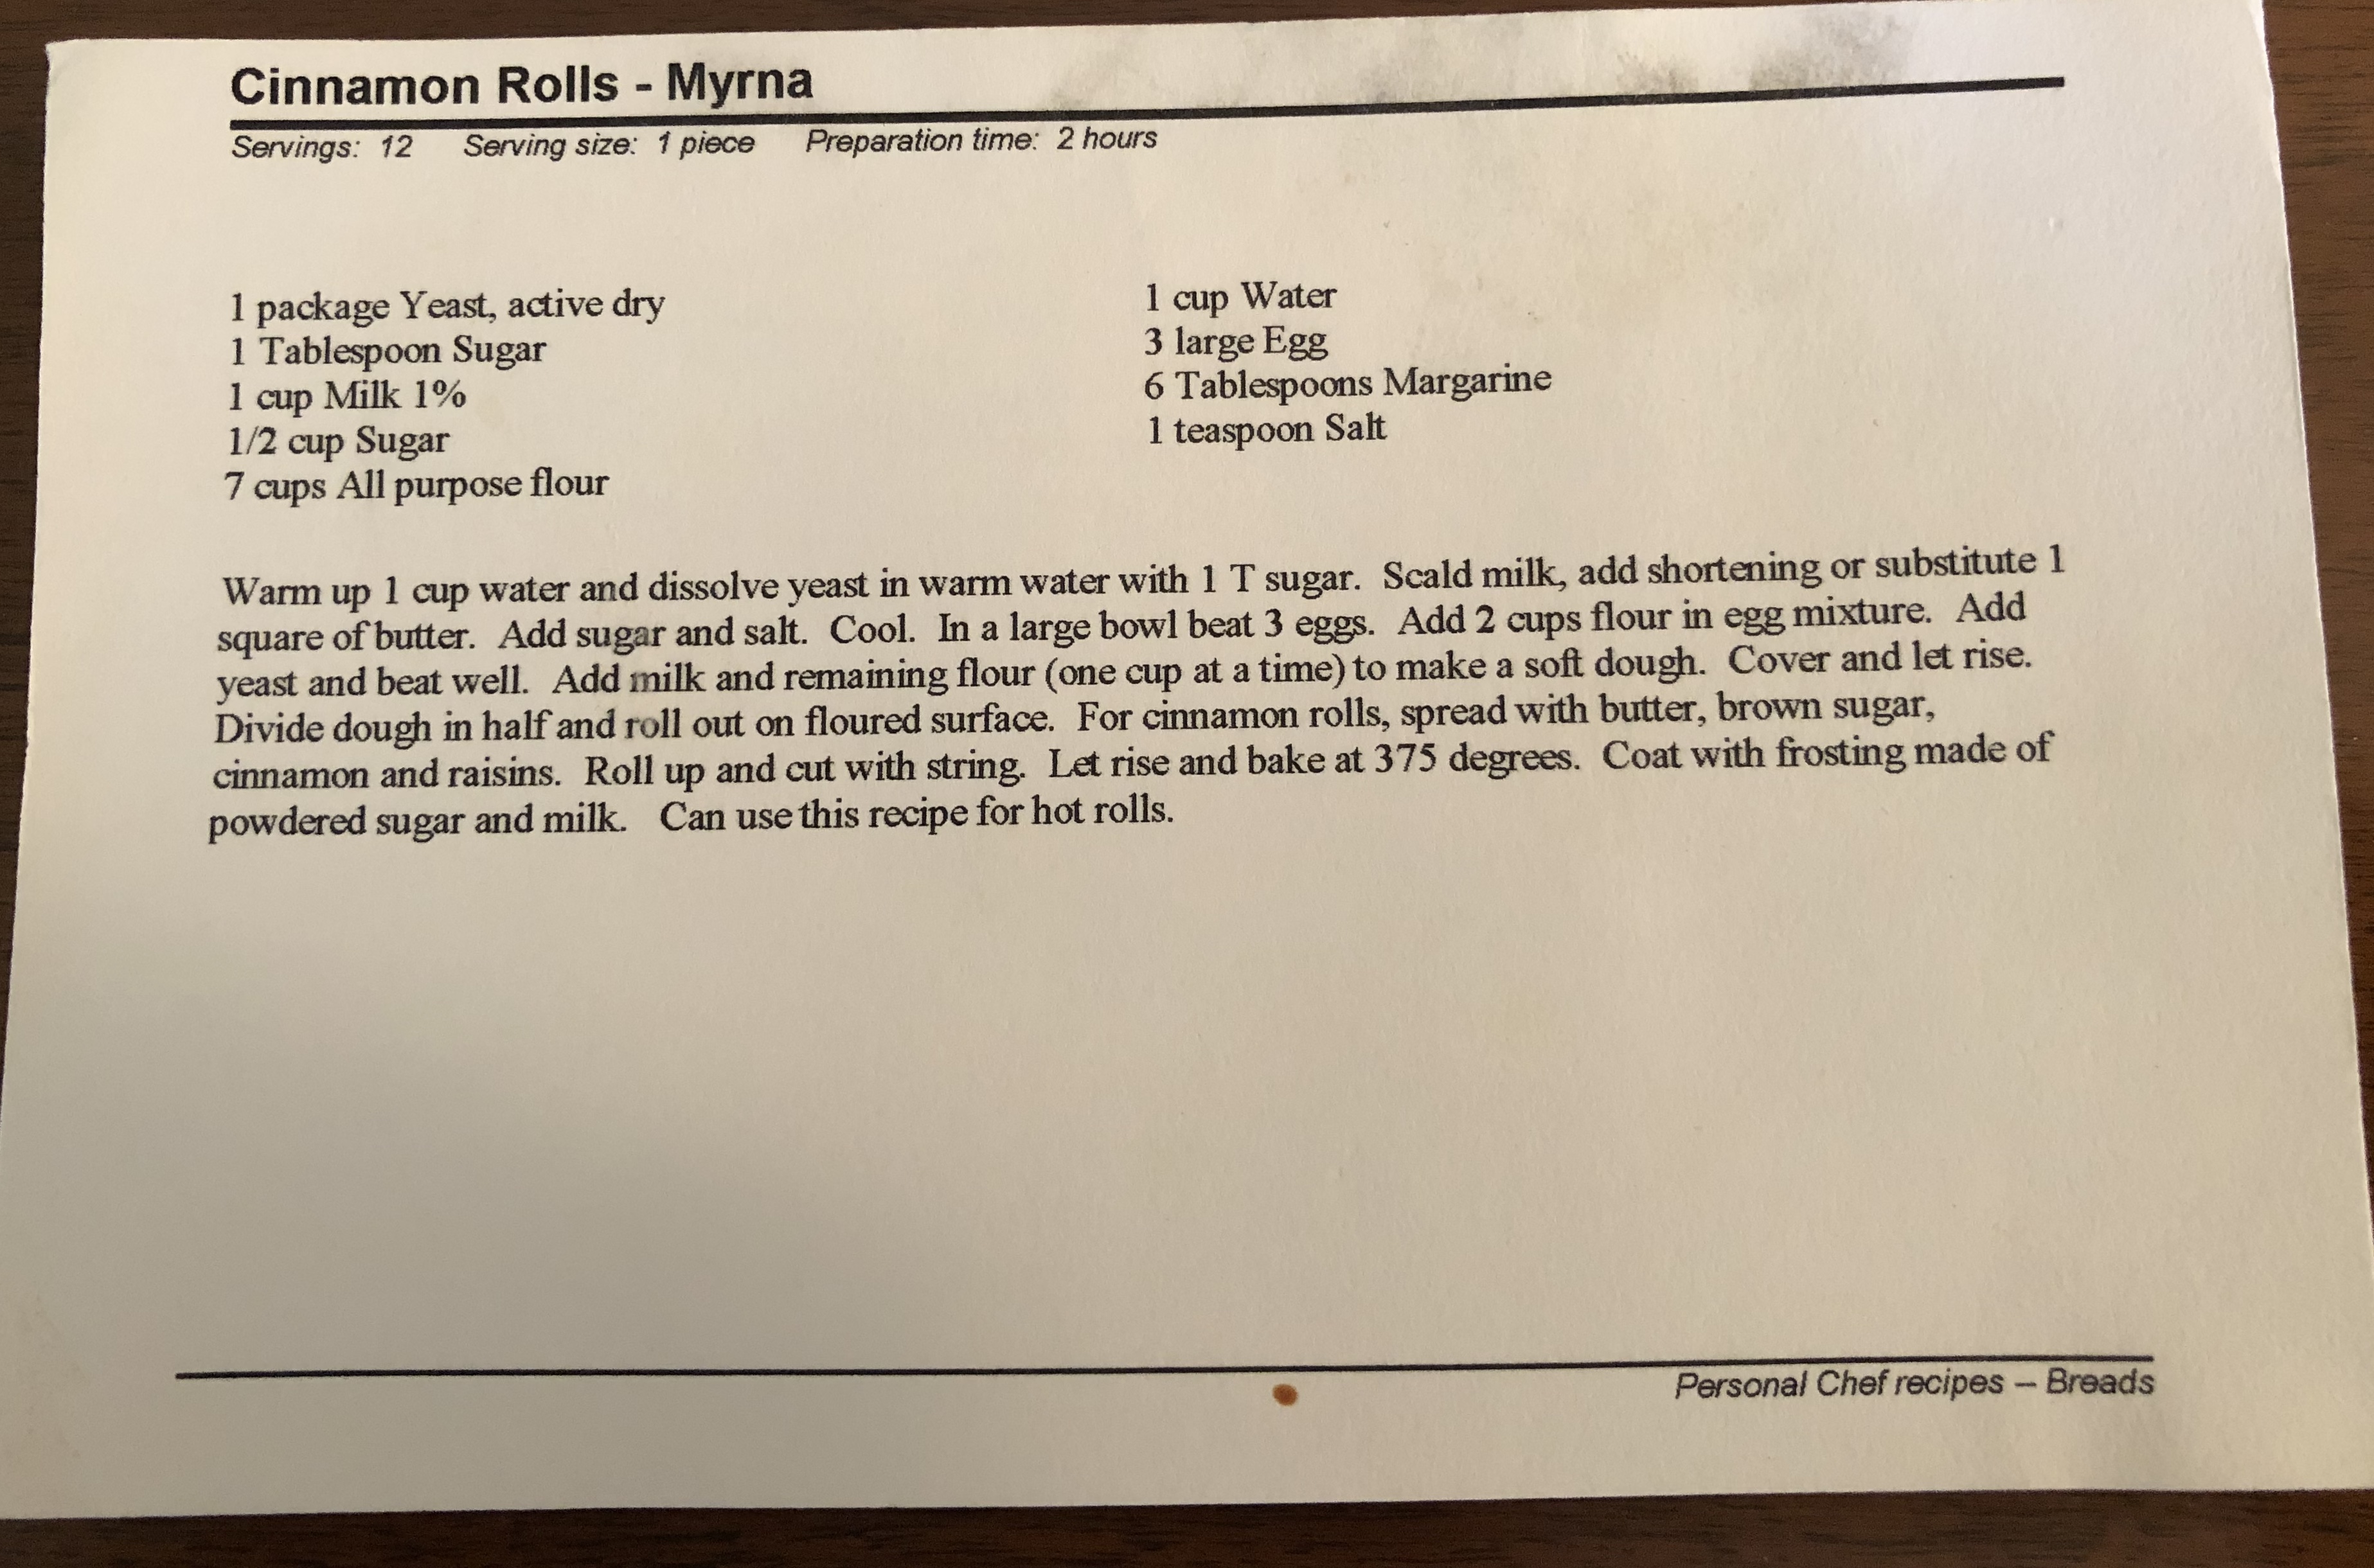 Cinnamon Rolls - Myrna
Servings: 12 Serving size: 1 piece Preparation time: 2 hours
1 package Yeast, active dry
1 Tablespoon Sugar
1 cup Milk 1%
1/2 cup Sugar
7 cups All purpose flour
1 cup Water
3 large Egg
6 Tablespoons Margarine
1 teaspoon Salt
Warm up 1 cup water and dissolve yeast in warm water with 1 T sugar. Scald milk, add shortening or substitute 1
square of butter. Add sugar and salt. Cool. In a large bowl beat 3 eggs. Add 2 cups flour in egg mixture. Add
yeast and beat well. Add milk and remaining flour (one cup at a time) to make a soft dough. Cover and let rise.
Divide dough in half and roll out on floured surface. For cinnamon rolls, spread with butter, brown sugar,
cinnamon and raisins. Roll up and cut with string. Let rise and bake at 375 degrees. Coat with frosting made of
powdered sugar and milk. Can use this recipe for hot rolls.
Personal Chef recipes – Breads